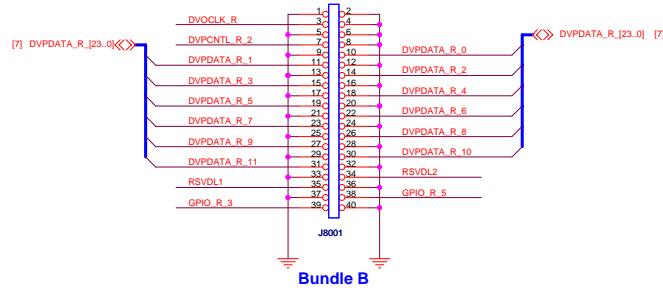 1 2
DVOCLK_R 3 4
5 6
DVPCNTL_R_2 7 8
[7] DVPDATA_R_[23..0] DVPDATA_R_[23..0] [7]
9 10 DVPDATA_R_0
DVPDATA_R_1 11 12
13 14 DVPDATA_R_2
DVPDATA_R_3 15 16
17 18 DVPDATA_R_4
DVPDATA_R_5 19 20
21 22 DVPDATA_R_6
DVPDATA_R_7 23 24
25 26 DVPDATA_R_8
DVPDATA_R_9 27 28
29 30 DVPDATA_R_10
DVPDATA_R_11 31 32
33 34 RSVDL2
RSVDL1 35 36
37 38 GPIO_R_5
GPIO_R_3 39 40
J8001
Bundle B